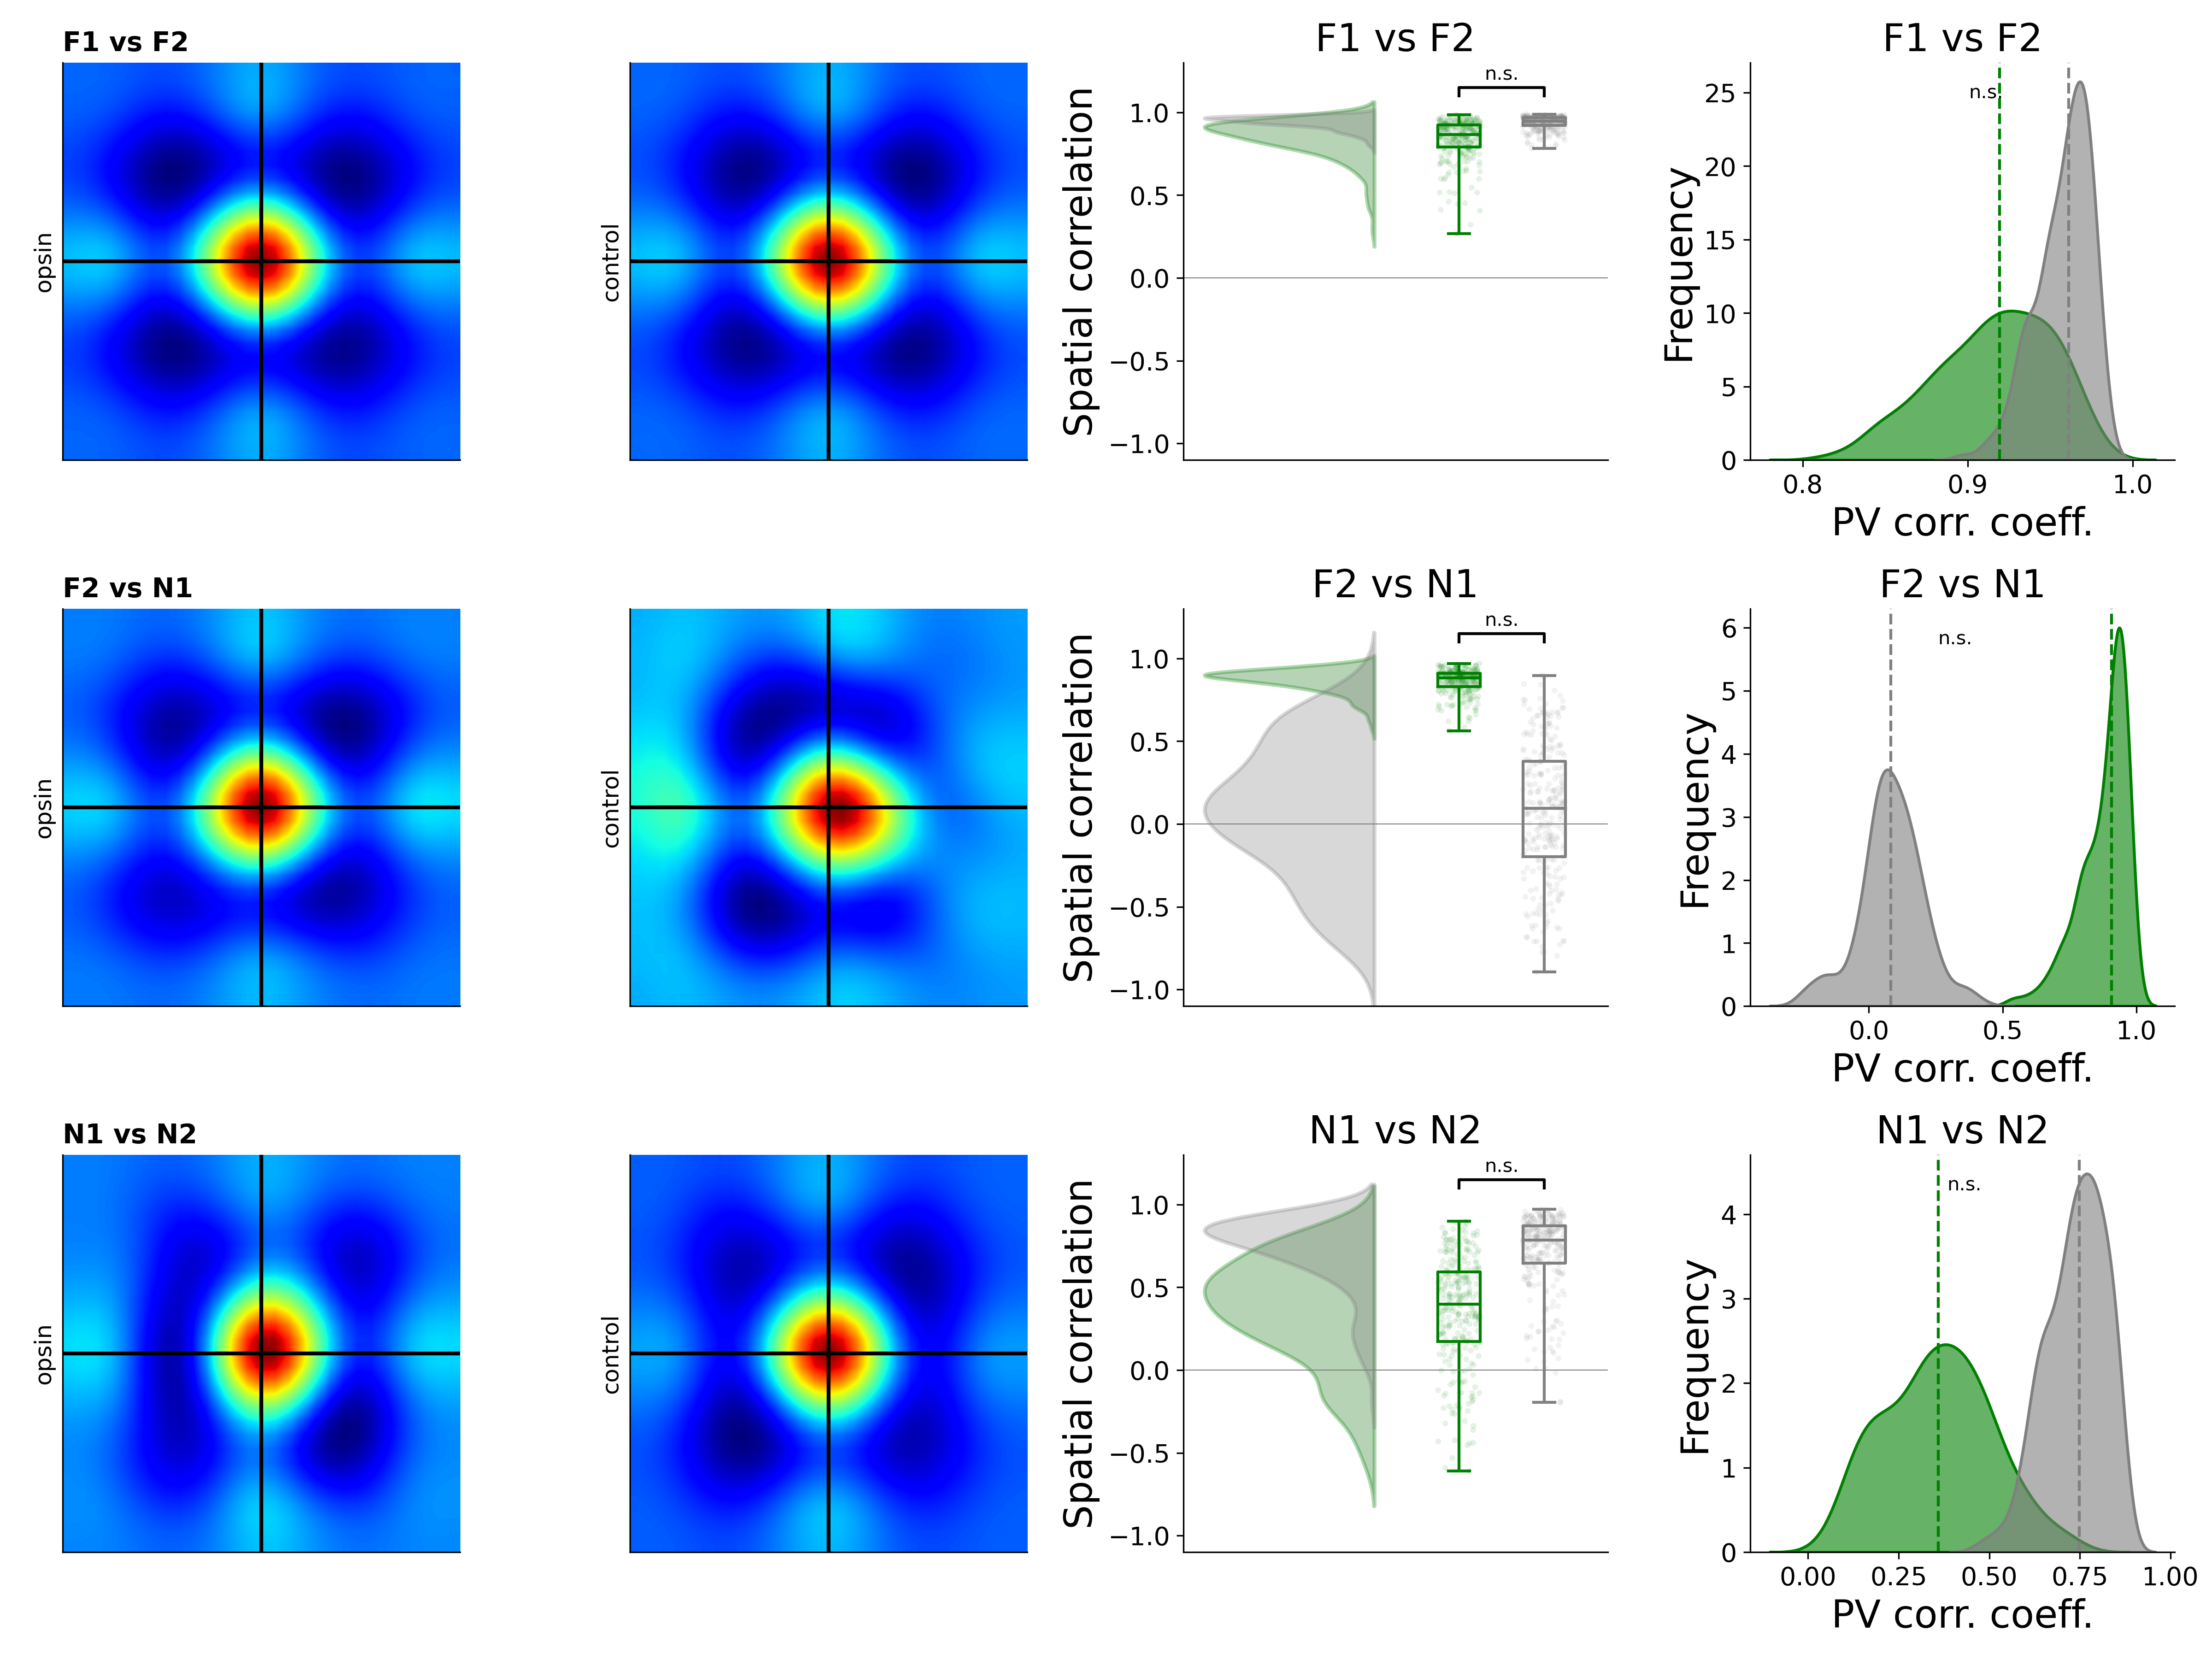 F1 vs F2
opsin
control
F1 vs F2
Spatial correlation
1.0
0.5
0.0
−0.5
−1.0
n.s.
F1 vs F2
Frequency
25
20
15
10
5
0
n.s.
0.8 0.9 1.0
PV corr. coeff.
F2 vs N1
opsin
control
F2 vs N1
Spatial correlation
1.0
0.5
0.0
−0.5
−1.0
n.s.
F2 vs N1
Frequency
6
5
4
3
2
1
0
n.s.
0.0 0.5 1.0
PV corr. coeff.
N1 vs N2
opsin
control
N1 vs N2
Spatial correlation
1.0
0.5
0.0
−0.5
−1.0
n.s.
N1 vs N2
Frequency
4
3
2
1
0
n.s.
0.00 0.25 0.50 0.75 1.00
PV corr. coeff.